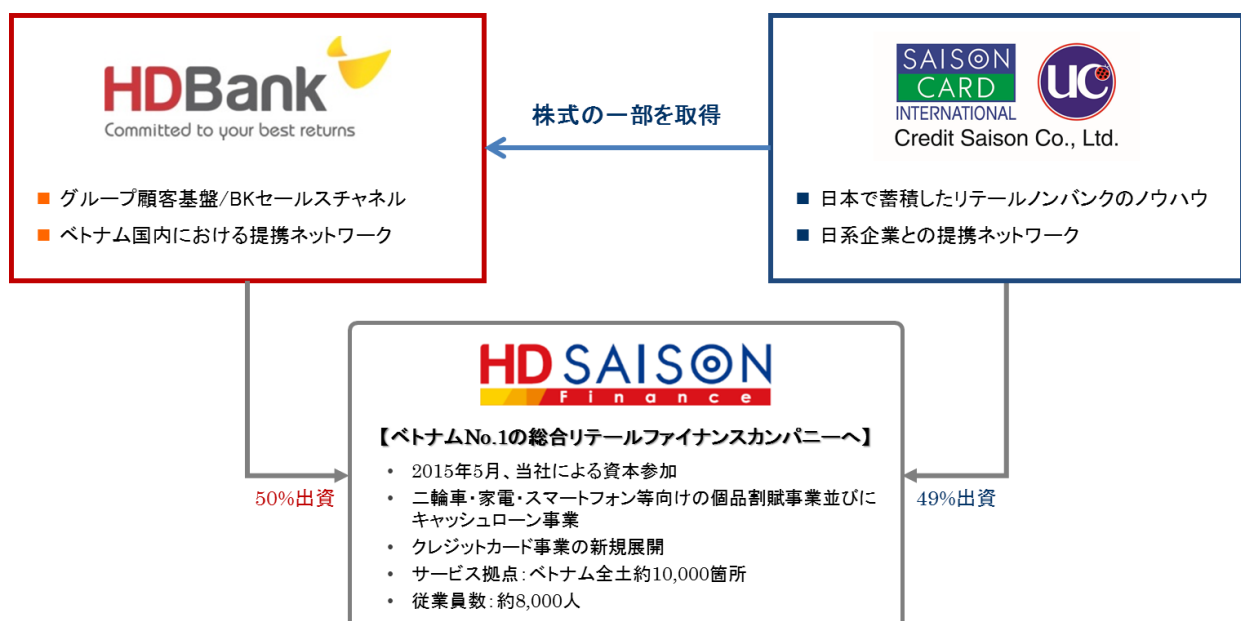 HDBank
Committed to your best returns
■ グループ顧客基盤/BKセールスチャネル
■ ベトナム国内における提携ネットワーク
株式の一部を取得
SAISON
CARD
INTERNATIONAL
UC
Credit Saison Co., Ltd.
■ 日本で蓄積したリテールノンバンクのノウハウ
■ 日系企業との提携ネットワーク
50%出資
HD SAISON
Finance
【ベトナムNo.1の総合リテールファイナンスカンパニーへ】
• 2015年5月、当社による資本参加
• 二輪車・家電・スマートフォン等向けの個品割賦事業並びに
キャッシュローン事業
• クレジットカード事業の新規展開
• サービス拠点：ベトナム全土約10,000箇所
• 従業員数：約8,000人
49%出資